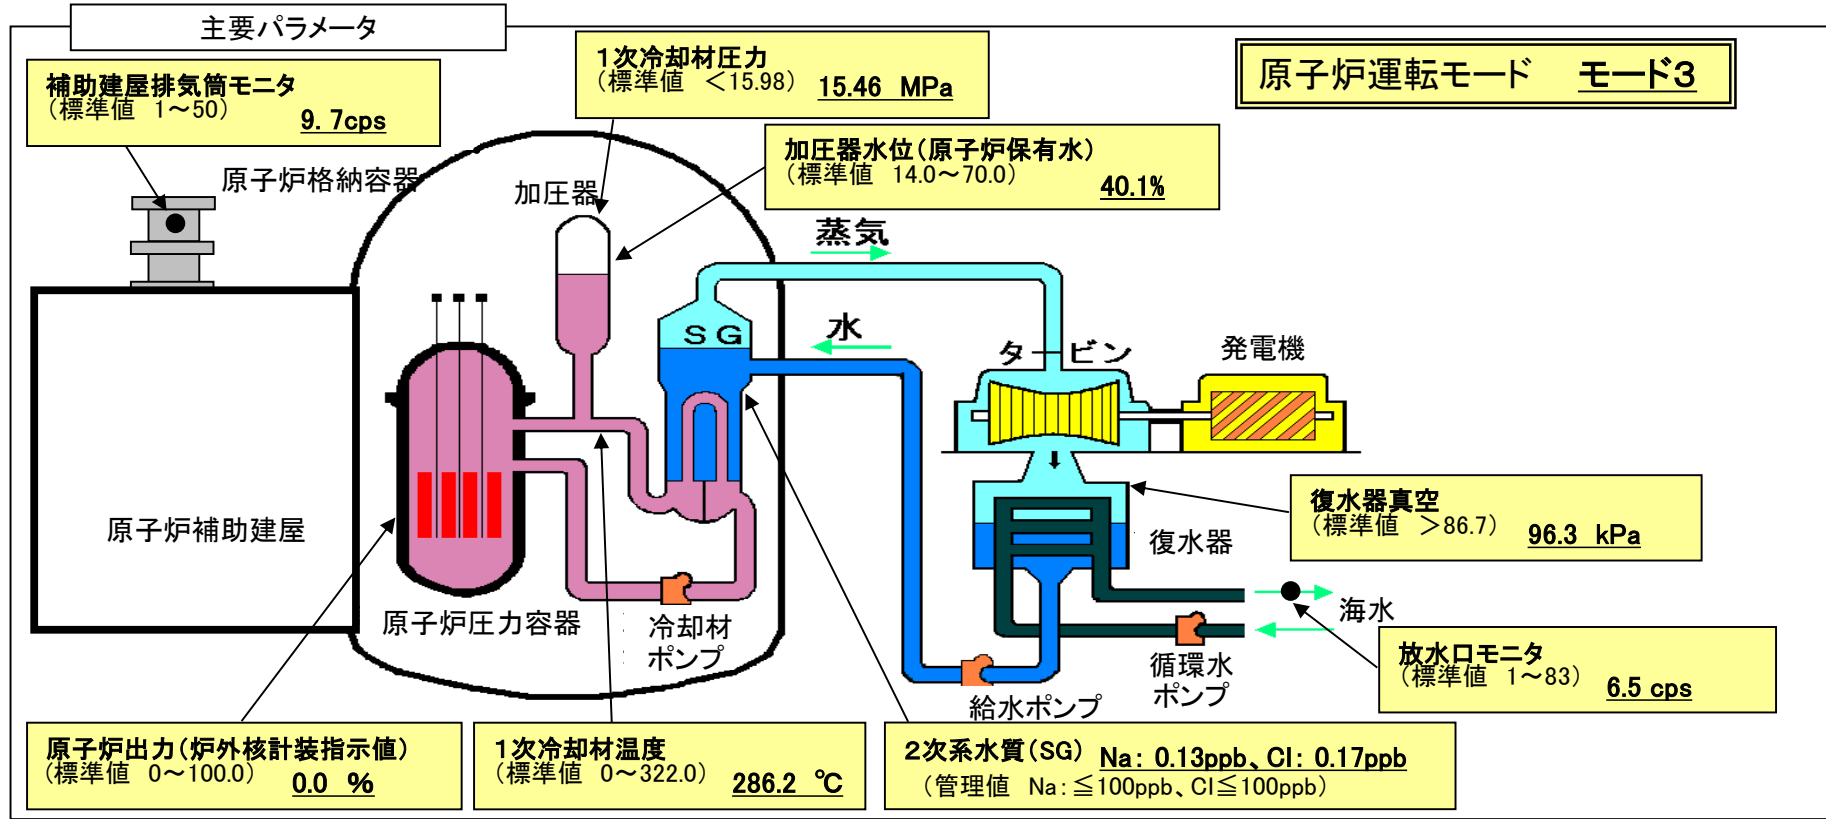 主要パラメータ
補助建屋排気筒モニタ
(標準値 1～50) 9.7cps
1次冷却材圧力
(標準値 ＜15.98) 15.46 MPa
原子炉運転モード モード3
加圧器水位(原子炉保有水)
(標準値 14.0～70.0) 40.1%
原子炉格納容器
加圧器
蒸気
水
SG
タービン
発電機
原子炉補助建屋
復水器真空
(標準値 ＞86.7) 96.3 kPa
復水器
原子炉圧力容器
冷却材
ポンプ
海水
循環水
ポンプ
給水ポンプ
放水口モニタ
(標準値 1～83) 6.5 cps
原子炉出力(炉外核計装指示値)
(標準値 0～100.0) 0.0 %
1次冷却材温度
(標準値 0～322.0) 286.2 ℃
2次系水質(SG) Na: 0.13ppb、Cl: 0.17ppb
(管理値 Na:≦100ppb、Cl≦100ppb)